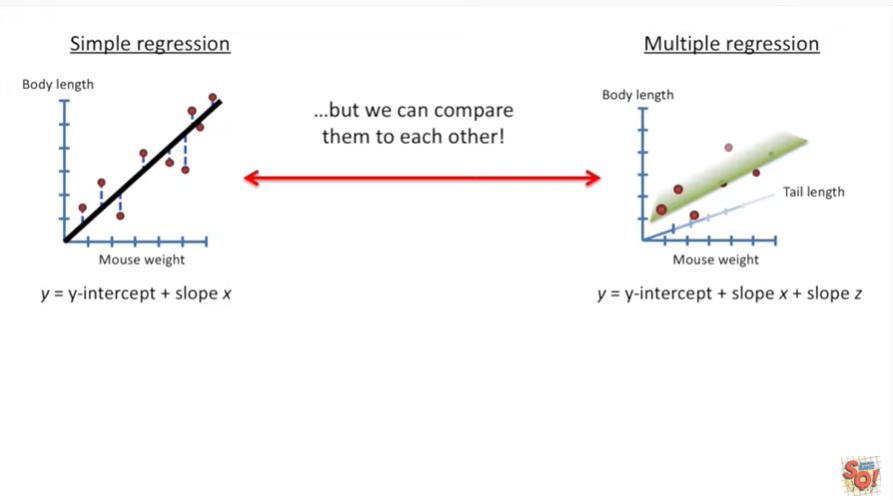 Simple regression
Multiple regression
Body length
Body length
...but we can compare
them to each other!
Tail length
Mouse weight
Mouse weight
y = y-intercept + slope x
y = y-intercept + slope x + slope z
SQ!